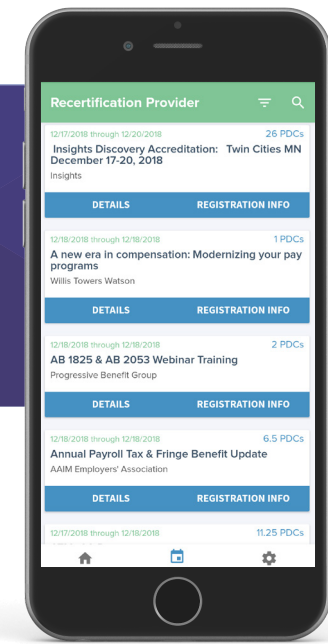 Recertification Provider
12/17/2018 through 12/20/2018 26 PDCs
Insights Discovery Accreditation: Twin Cities MN
December 17-20, 2018
Insights
DETAILS REGISTRATION INFO
12/18/2018 through 12/18/2018 1 PDCs
A new era in compensation: Modernizing your pay
programs
Willis Towers Watson
DETAILS REGISTRATION INFO
12/18/2018 through 12/18/2018 2 PDCs
AB 1825 & AB 2053 Webinar Training
Progressive Benefit Group
DETAILS REGISTRATION INFO
12/18/2018 through 12/18/2018 6.5 PDCs
Annual Payroll Tax & Fringe Benefit Update
AAIM Employers' Association
DETAILS REGISTRATION INFO
12/17/2018 through 12/18/2018 11.25 PDCs